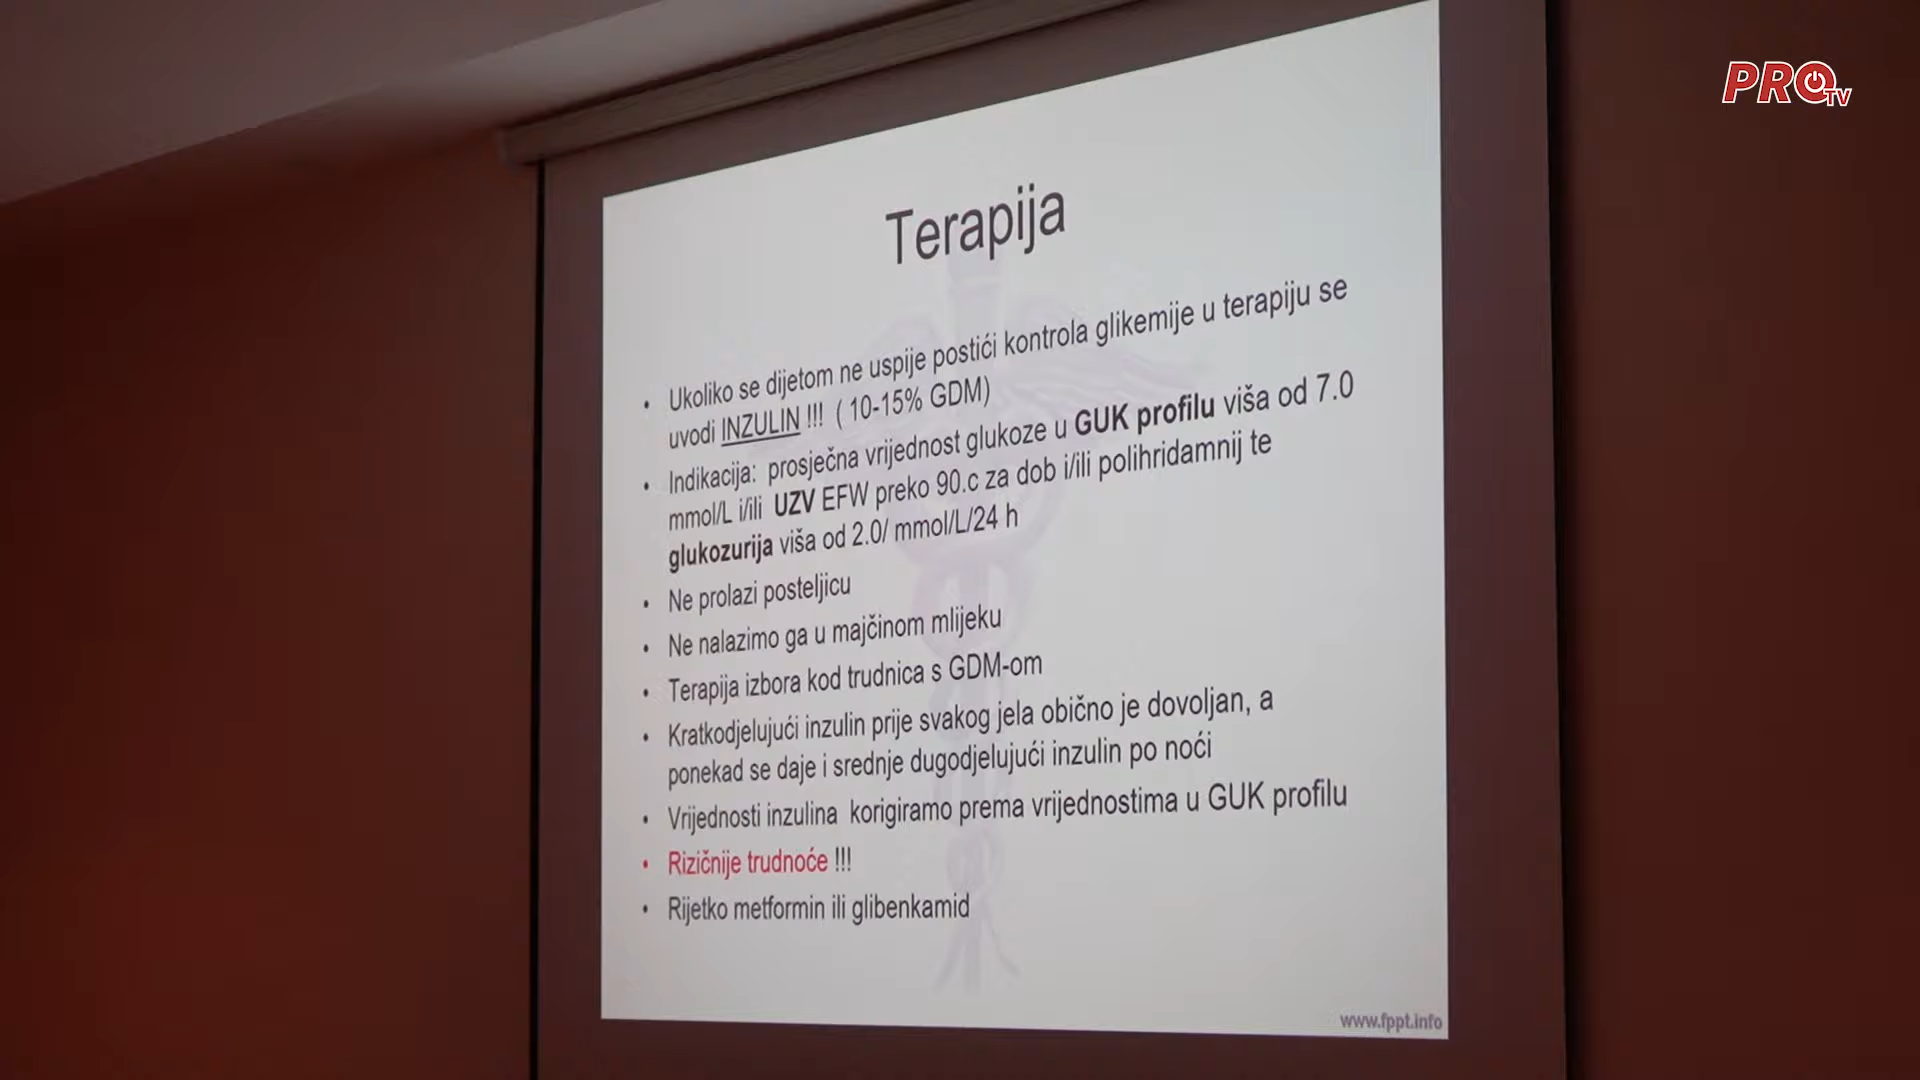 PRO TV
Terapija
• Ukoliko se dijetom ne uspije postići kontrola glikemije u terapiju se
uvodi INZULIN !!! ( 10-15% GDM)
• Indikacija: prosječna vrijednost glukoze u GUK profilu viša od 7.0
mmol/L i/ili UZV EFW preko 90.c za dob i/ili polihridamnij te
glukozurija viša od 2.0/ mmol/L/24 h
• Ne prolazi posteljicu
• Ne nalazimo ga u majčinom mlijeku
• Terapija izbora kod trudnica s GDM-om
• Kratkodjelujući inzulin prije svakog jela obično je dovoljan, a
ponekad se daje i srednje dugodjelujući inzulin po noći
• Vrijednosti inzulina korigiramo prema vrijednostima u GUK profilu
• Rizičnije trudnoće !!!
• Rijetko metformin ili glibenkamid
www.fppt.info